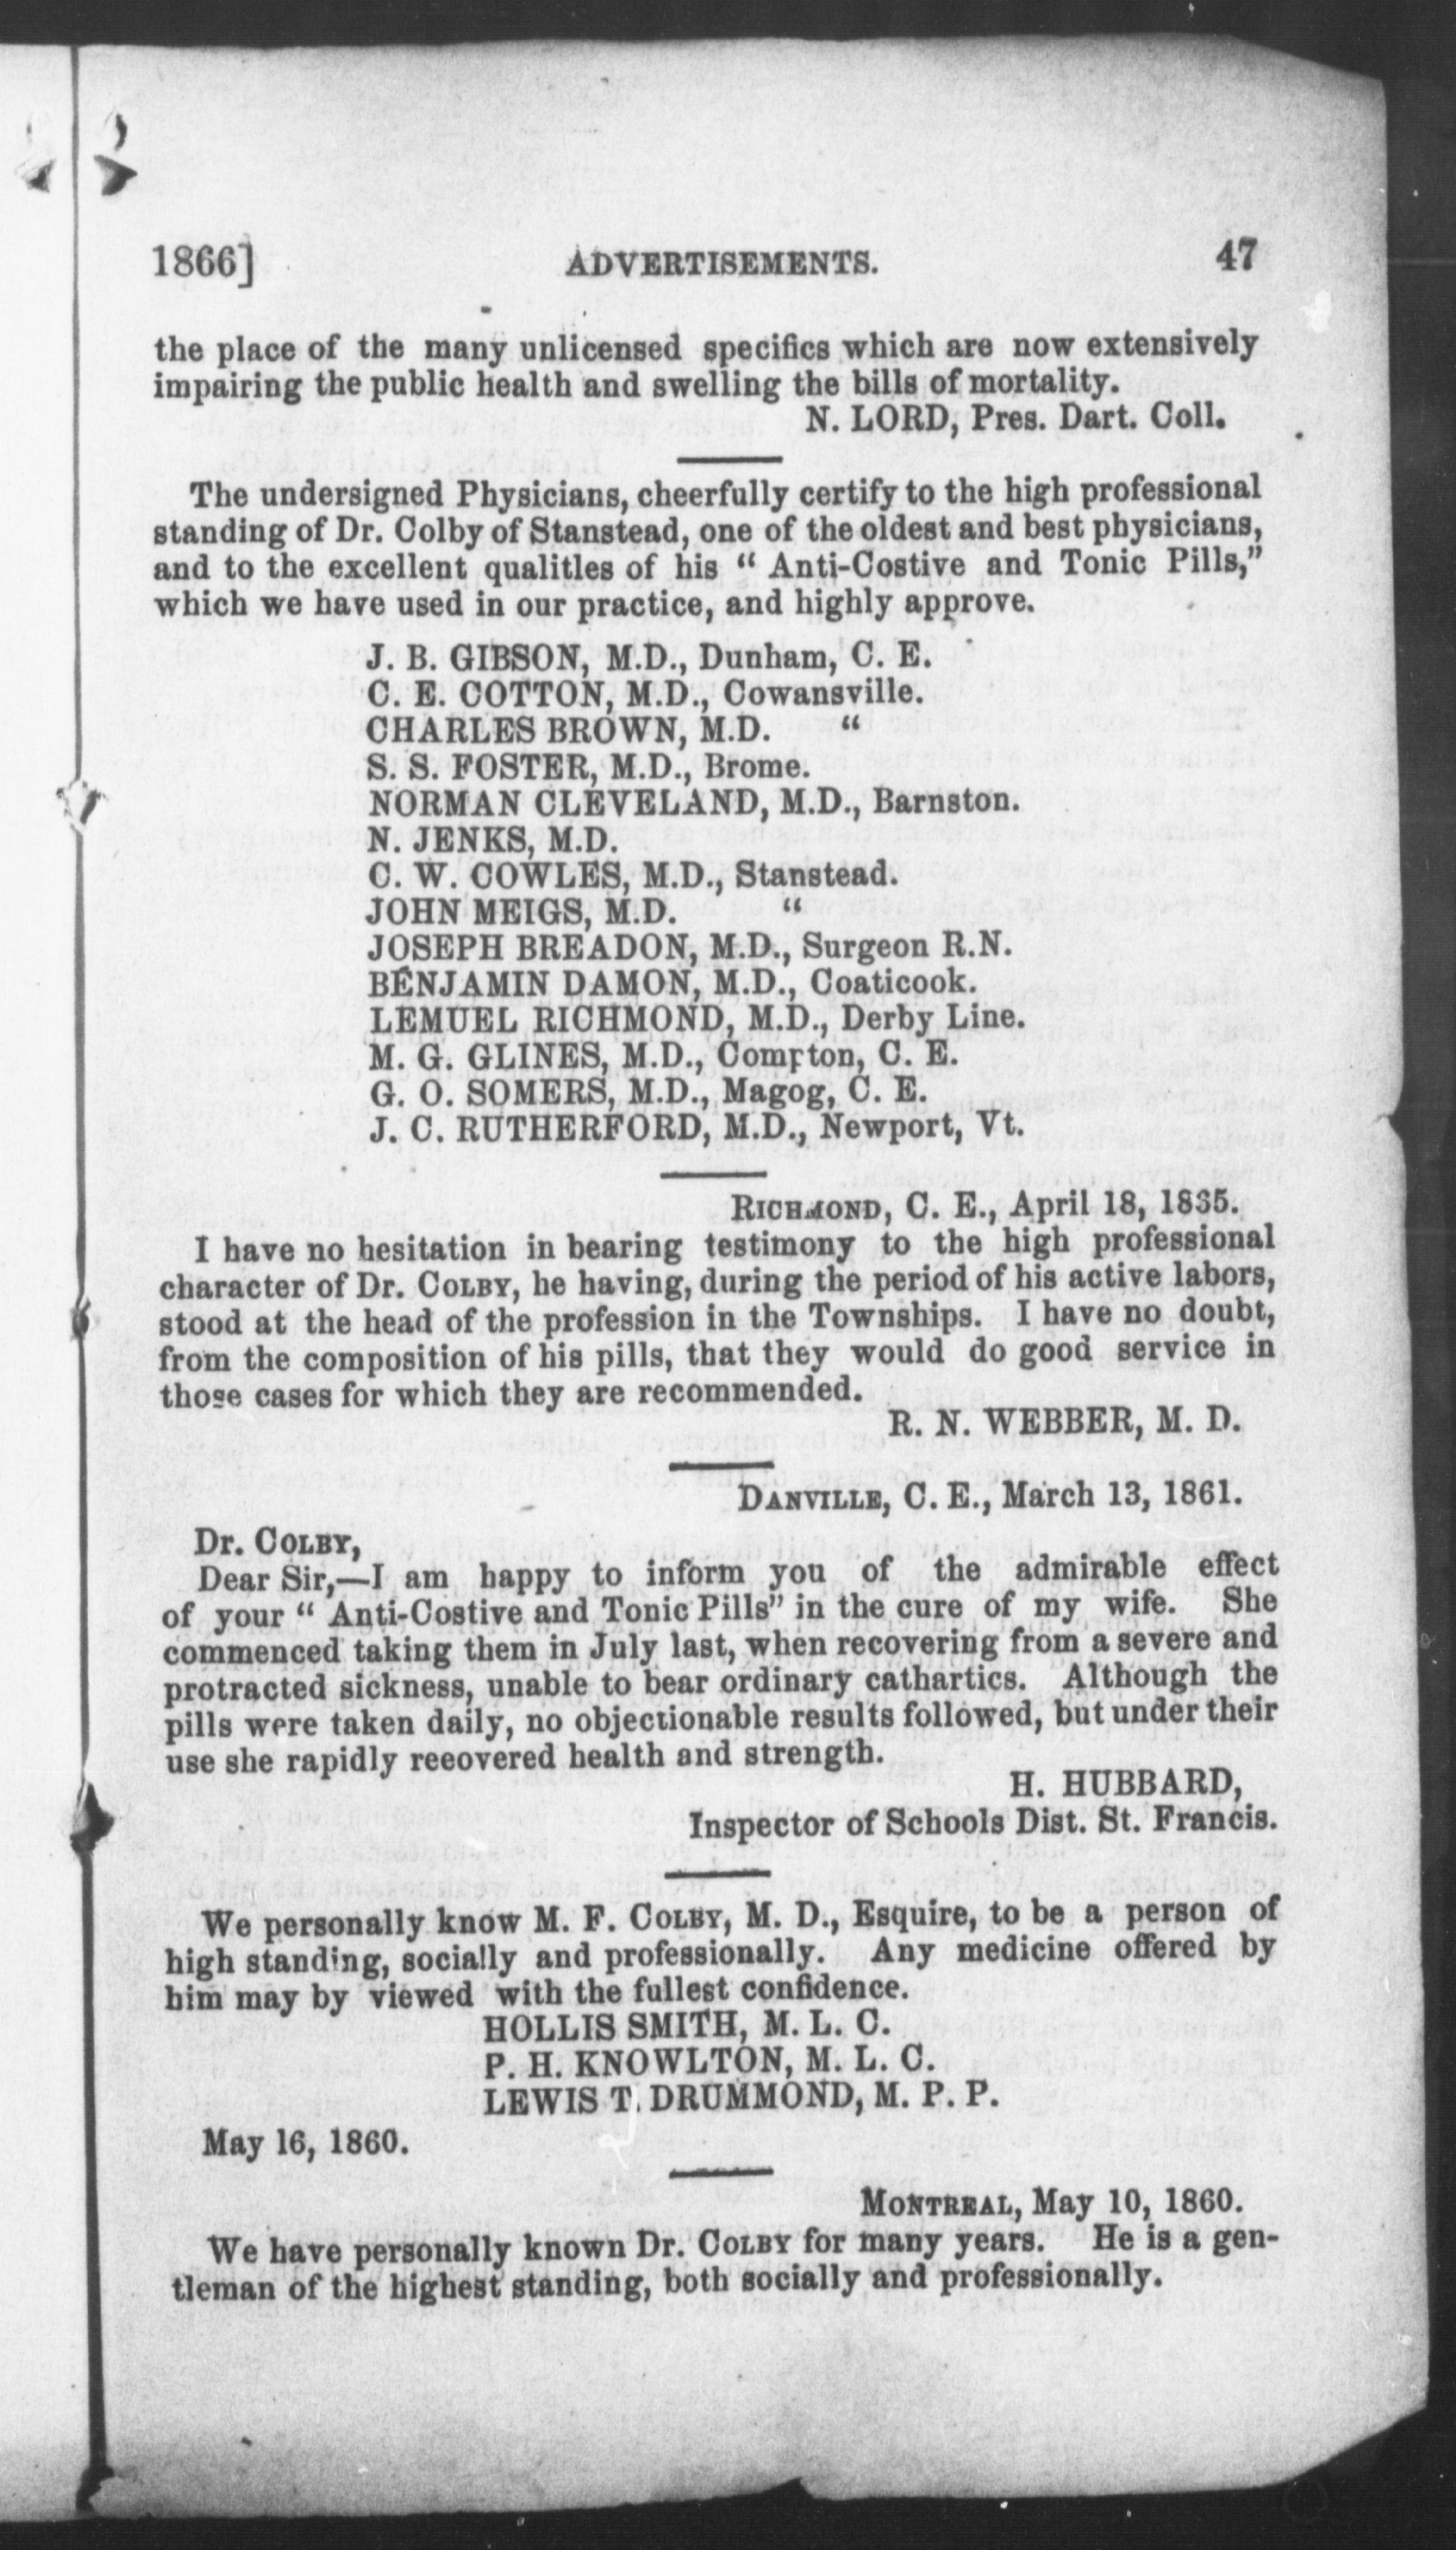 1866] ADVERTISEMENTS. 47
the place of the many unlicensed specifics which are now extensively
impairing the public health and swelling the bills of mortality.
N. LORD, Pres. Dart. Coll.
The undersigned Physicians, cheerfully certify to the high professional
standing of Dr. Colby of Stanstead, one of the oldest and best physicians,
and to the excellent qualitles of his “ Anti-Costive and Tonic Pills,”
which we have used in our practice, and highly approve.
J. B. GIBSON, M.D., Dunham, C. E.
C. E. COTTON, M.D., Cowansville.
CHARLES BROWN, M.D. “
S. S. FOSTER, M.D., Brome.
NORMAN CLEVELAND, M.D., Barnston.
N. JENKS, M.D.
C. W. COWLES, M.D., Stanstead.
JOHN MEIGS, M.D. “
JOSEPH BREADON, M.D., Surgeon R.N.
BENJAMIN DAMON, M.D., Coaticook.
LEMUEL RICHMOND, M.D., Derby Line.
M. G. GLINES, M.D., Compton, C. E.
G. O. SOMERS, M.D., Magog, C. E.
J. C. RUTHERFORD, M.D., Newport, Vt.
RICHMOND, C. E., April 18, 1835.
I have no hesitation in bearing testimony to the high professional
character of Dr. COLBY, he having, during the period of his active labors,
stood at the head of the profession in the Townships. I have no doubt,
from the composition of his pills, that they would do good service in
those cases for which they are recommended.
R. N. WEBBER, M. D.
DANVILLE, C. E., March 13, 1861.
Dr. COLBY,
Dear Sir,—I am happy to inform you of the admirable effect
of your “ Anti-Costive and Tonic Pills” in the cure of my wife. She
commenced taking them in July last, when recovering from a severe and
protracted sickness, unable to bear ordinary cathartics. Although the
pills were taken daily, no objectionable results followed, but under their
use she rapidly reeovered health and strength.
H. HUBBARD,
Inspector of Schools Dist. St. Francis.
We personally know M. F. COLBY, M. D., Esquire, to be a person of
high standing, socially and professionally. Any medicine offered by
him may by viewed with the fullest confidence.
HOLLIS SMITH, M. L. C.
P. H. KNOWLTON, M. L. C.
LEWIS T. DRUMMOND, M. P. P.
May 16, 1860.
MONTREAL, May 10, 1860.
We have personally known Dr. COLBY for many years. He is a gen-
tleman of the highest standing, both socially and professionally.